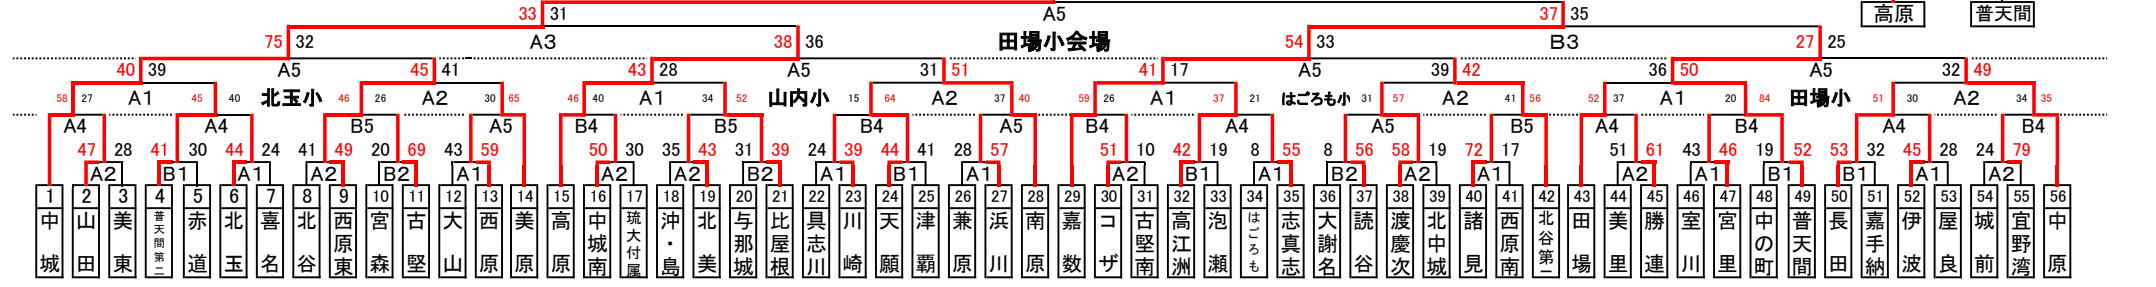 33 31 A5 37 35 高原 普天間
75 32 A3 38 36 田場小会場 54 33 B3 27 25
40 39 A5 45 41 43 28 A5 31 51 41 17 A5 39 42 36 50 A5 32 49
58 27 A1 45 40 北玉小 46 26 A2 30 65 46 40 A1 34 52 山内小 15 64 A2 37 40 59 26 A1 37 21 はごろも小 31 57 A2 41 56 52 37 A1 20 84 田場小 51 30 A2 34 35
A4 A4 B5 A5 B4 B5 B4 A5 B4 A4 A5 B5 A4 B4 A4 B4
47 28 41 30 44 24 41 49 20 69 43 59 50 30 35 43 31 39 24 39 44 41 28 57 51 10 42 19 8 55 8 56 58 19 72 17 51 61 43 46 19 52 53 32 45 28 24 79
A2 B1 A1 A2 B2 A1 A2 A2 B2 A1 B1 A1 A2 B1 A1 B2 A2 A1 A2 A1 B1 B1 A1 A2
1 2 3 4 5 6 7 8 9 10 11 12 13 14 15 16 17 18 19 20 21 22 23 24 25 26 27 28 29 30 31 32 33 34 35 36 37 38 39 40 41 42 43 44 45 46 47 48 49 50 51 52 53 54 55 56
中城
山田
美東
普天間第二
赤道
北玉
喜名
北谷
西原東
宮森
古堅
大山
西原
美原
高原
中城南
琉大付属
沖・島
北美
与那城
比屋根
具志川
川崎
天願
津覇
兼原
浜川
南原
嘉数
コザ
古堅南
高江洲
泡瀬
はごろも
志真志
大謝名
読谷
渡慶次
北中城
諸見
西原南
北谷第一
田場
美里
勝連
室川
宮里
中の町
普天間
長田
嘉手納
伊波
屋良
城前
宜野湾
中原